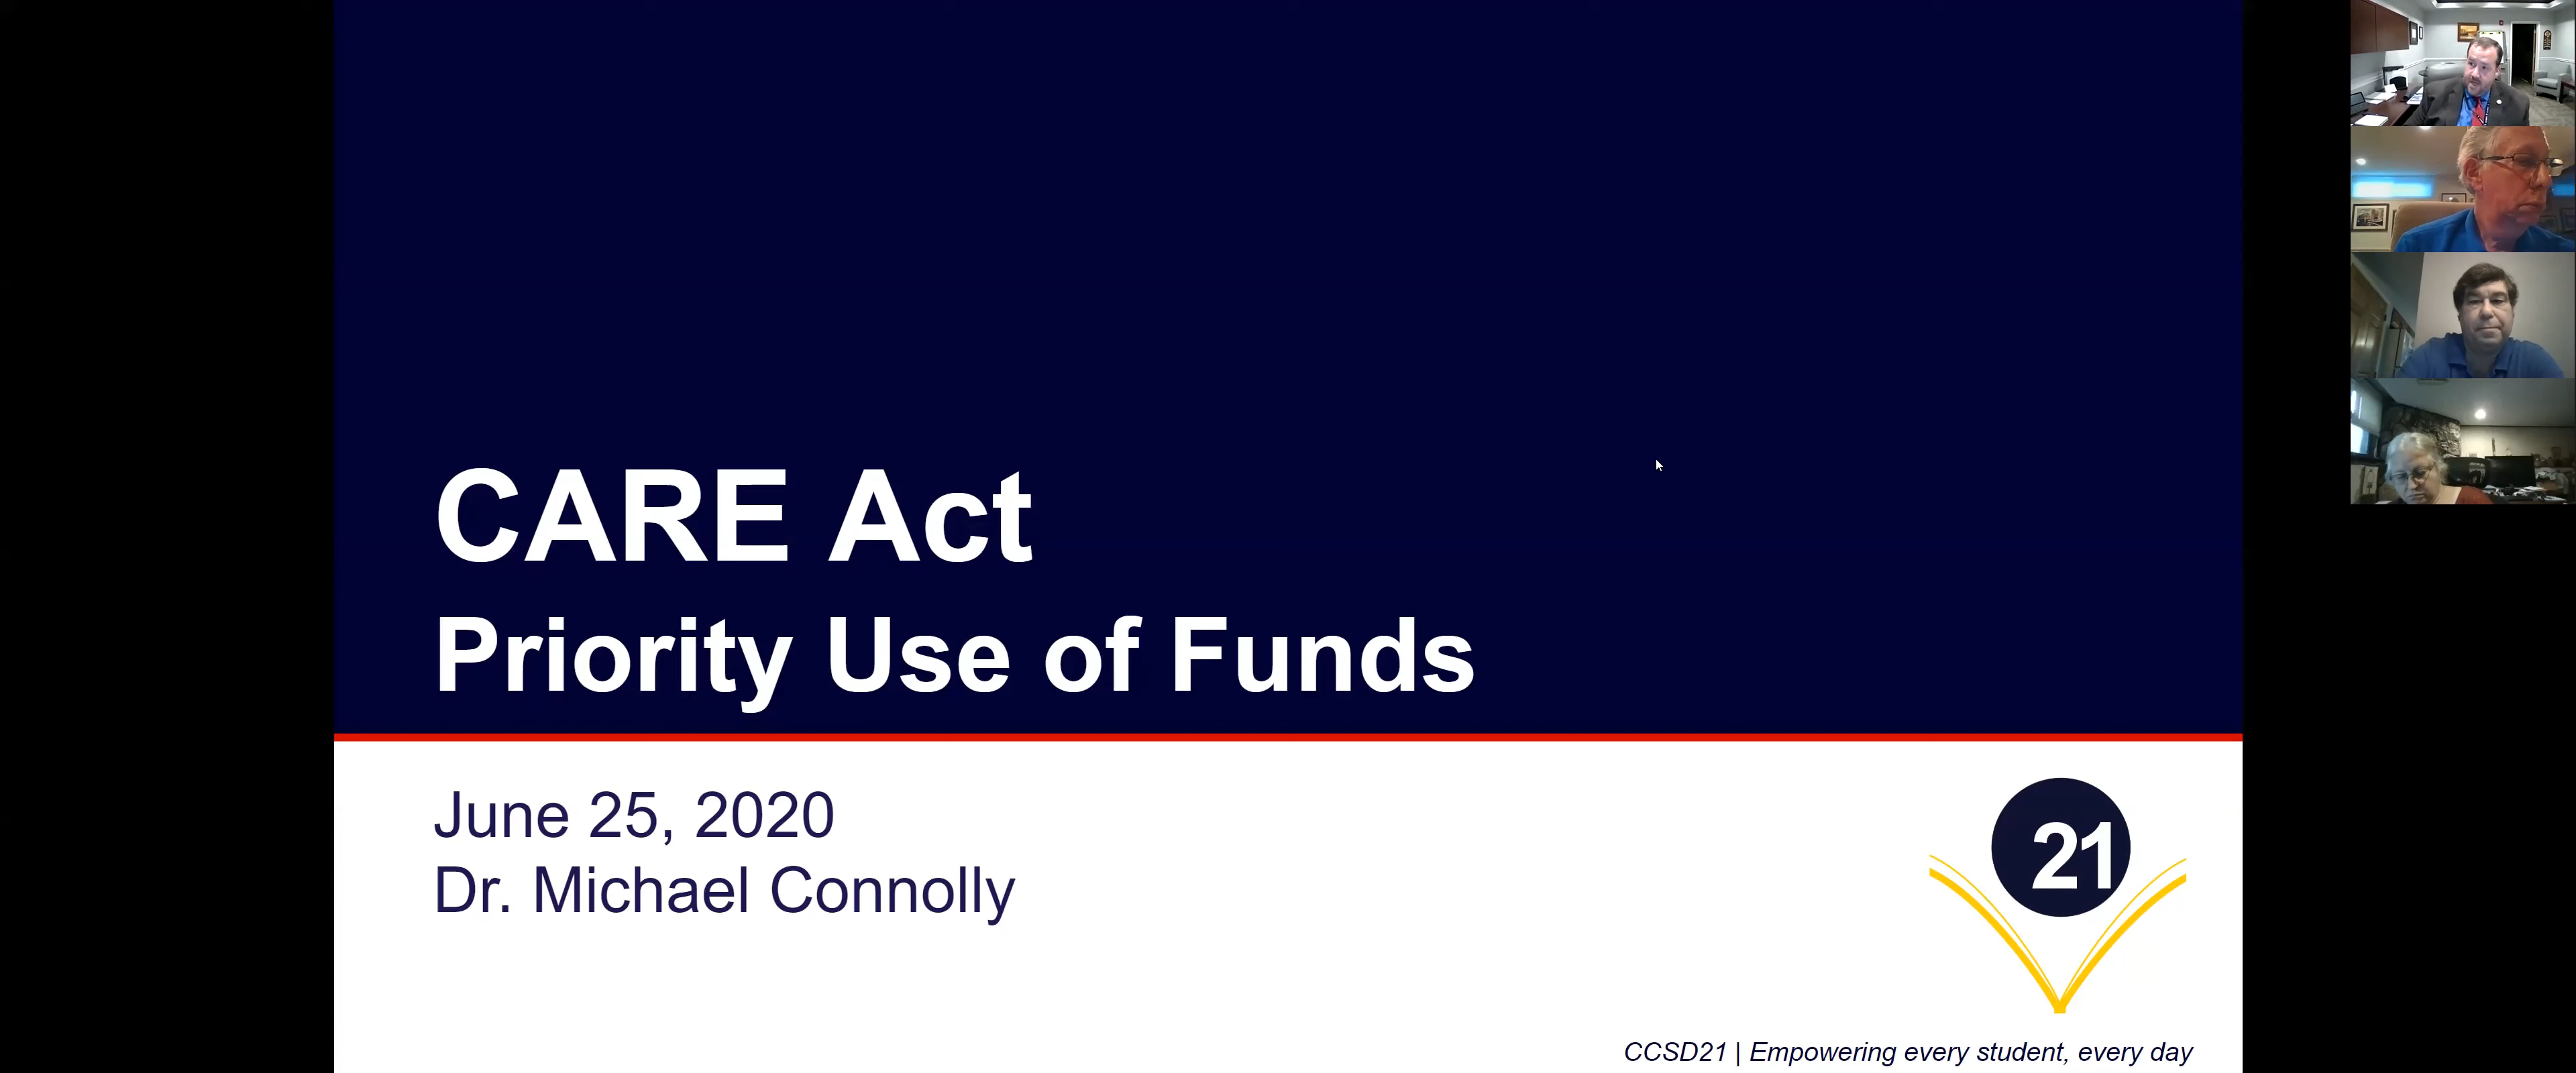 CARE Act
Priority Use of Funds
June 25, 2020
Dr. Michael Connolly
21
CCSD21 | Empowering every student, every day